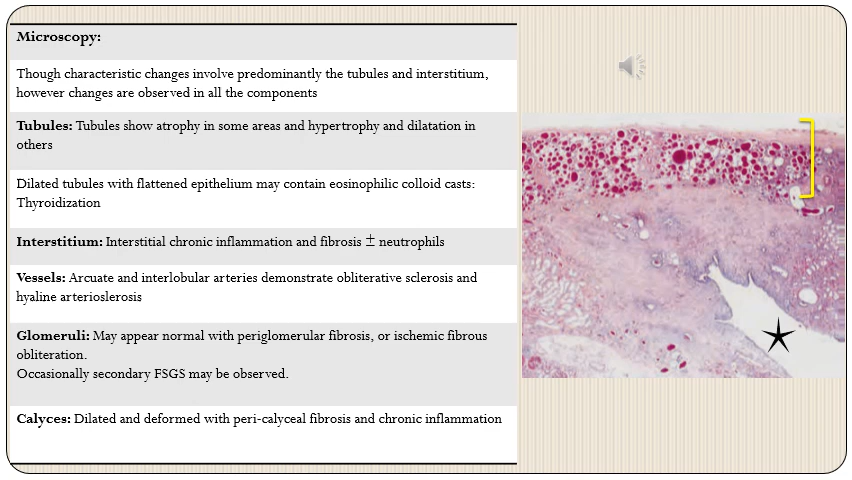 Microscopy:
Though characteristic changes involve predominantly the tubules and interstitium,
however changes are observed in all the components
Tubules: Tubules show atrophy in some areas and hypertrophy and dilatation in
others
Dilated tubules with flattened epithelium may contain eosinophilic colloid casts:
Thyroidization
Interstitium: Interstitial chronic inflammation and fibrosis ± neutrophils
Vessels: Arcuate and interlobular arteries demonstrate obliterative sclerosis and
hyaline arterioslerosis
Glomeruli: May appear normal with periglomerular fibrosis, or ischemic fibrous
obliteration.
Occasionally secondary FSGS may be observed.
Calyces: Dilated and deformed with peri-calyceal fibrosis and chronic inflammation